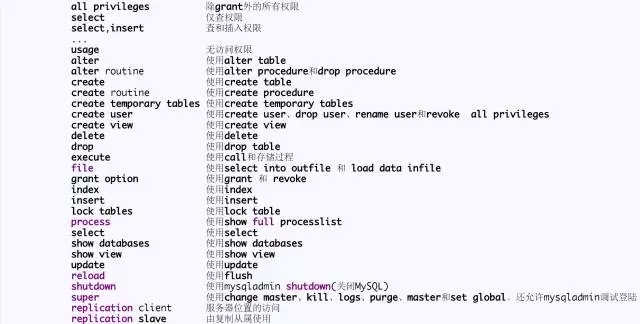 all privileges 除grant外的所有权限
select 仅查权限
select,insert 查和插入权限
...
usage 无访问权限
alter 使用alter table
alter routine 使用alter procedure和drop procedure
create 使用create table
create routine 使用create procedure
create temporary tables 使用create temporary tables
create user 使用create user、drop user、rename user和revoke all privileges
create view 使用create view
delete 使用delete
drop 使用drop table
execute 使用call和存储过程
file 使用select into outfile 和 load data infile
grant option 使用grant 和 revoke
index 使用index
insert 使用insert
lock tables 使用lock table
process 使用show full processlist
select 使用select
show databases 使用show databases
show view 使用show view
update 使用update
reload 使用flush
shutdown 使用mysqladmin shutdown(关闭MySQL)
super 使用change master、kill、logs、purge、master和set global。还允许mysqladmin调试登陆
replication client 服务器位置的访问
replication slave 由复制从属使用